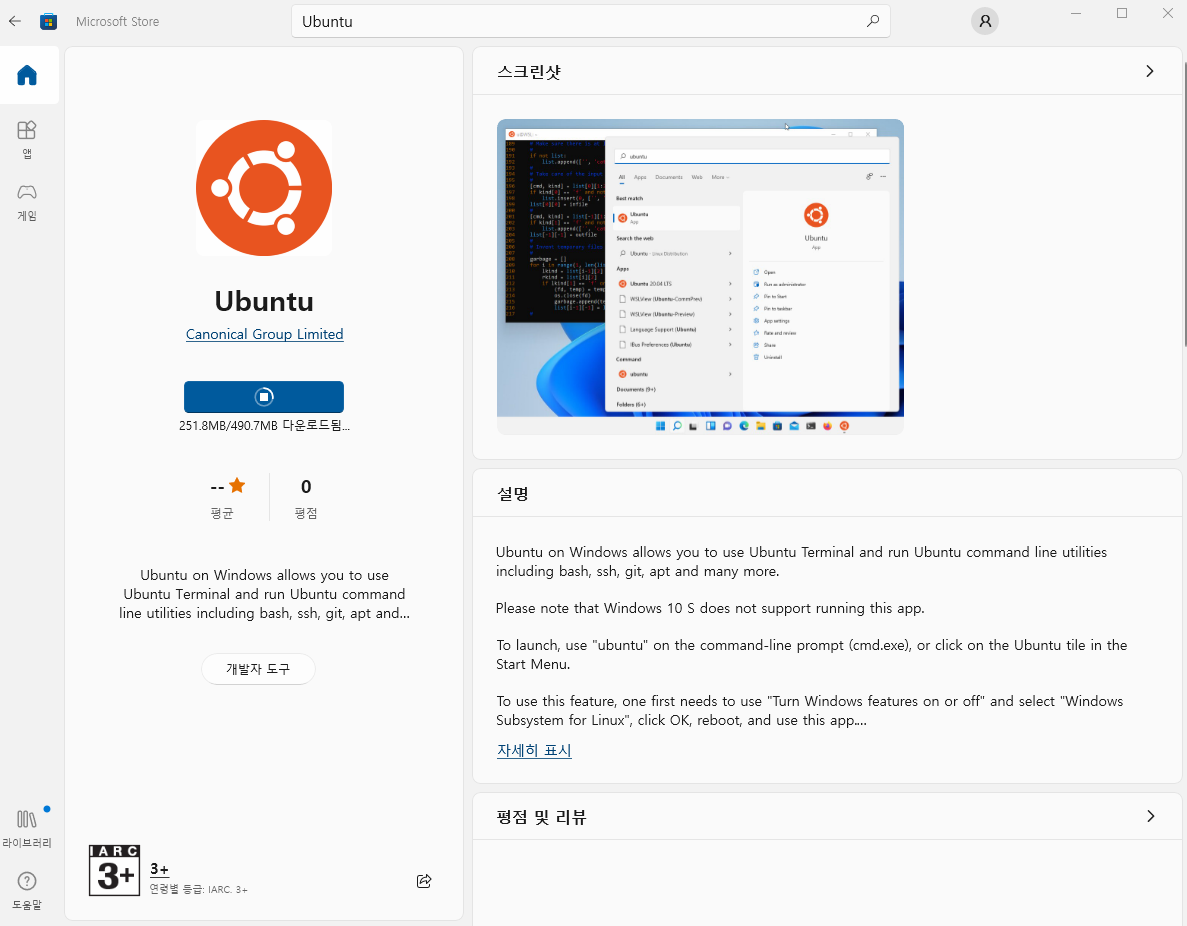 Microsoft Store
Ubuntu
앱
게임
라이브러리
도움말
Ubuntu
Canonical Group Limited
251.8MB/490.7MB 다운로드됨...
--
평균
0
평점
Ubuntu on Windows allows you to use
Ubuntu Terminal and run Ubuntu command
line utilities including bash, ssh, git, apt and...
개발자 도구
IARC
3+
3+
연령별 등급: IARC. 3+
스크린샷
ubuntu
All Apps Documents Web More
Best match
Ubuntu
App
Search the web
Ubuntu - Linux Distribution
Apps
Ubuntu 20.04 LTS
WSLView (Ubuntu-CommPrev)
WSLView (Ubuntu-Preview)
Language Support (Ubuntu)
IBus Preferences (Ubuntu)
Command
ubuntu
Documents (9+)
Folders (6+)
Ubuntu
App
Open
Run as administrator
Pin to Start
Pin to taskbar
App settings
Rate and review
Share
Uninstall
설명
Ubuntu on Windows allows you to use Ubuntu Terminal and run Ubuntu command line utilities
including bash, ssh, git, apt and many more.
Please note that Windows 10 S does not support running this app.
To launch, use "ubuntu" on the command-line prompt (cmd.exe), or click on the Ubuntu tile in the
Start Menu.
To use this feature, one first needs to use "Turn Windows features on or off" and select "Windows
Subsystem for Linux", click OK, reboot, and use this app....
자세히 표시
평점 및 리뷰